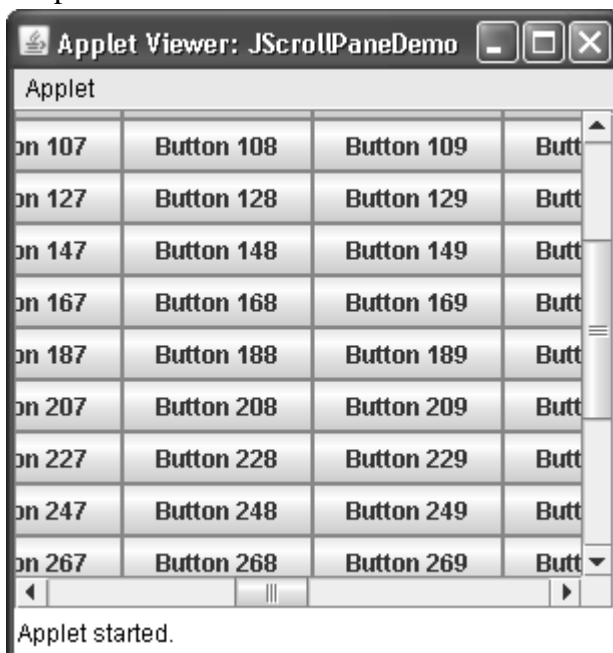 Applet Viewer: JScrollPaneDemo
Applet
on 107 Button 108 Button 109 Butt
on 127 Button 128 Button 129 Butt
on 147 Button 148 Button 149 Butt
on 167 Button 168 Button 169 Butt
on 187 Button 188 Button 189 Butt
on 207 Button 208 Button 209 Butt
on 227 Button 228 Button 229 Butt
on 247 Button 248 Button 249 Butt
on 267 Button 268 Button 269 Butt
Applet started.